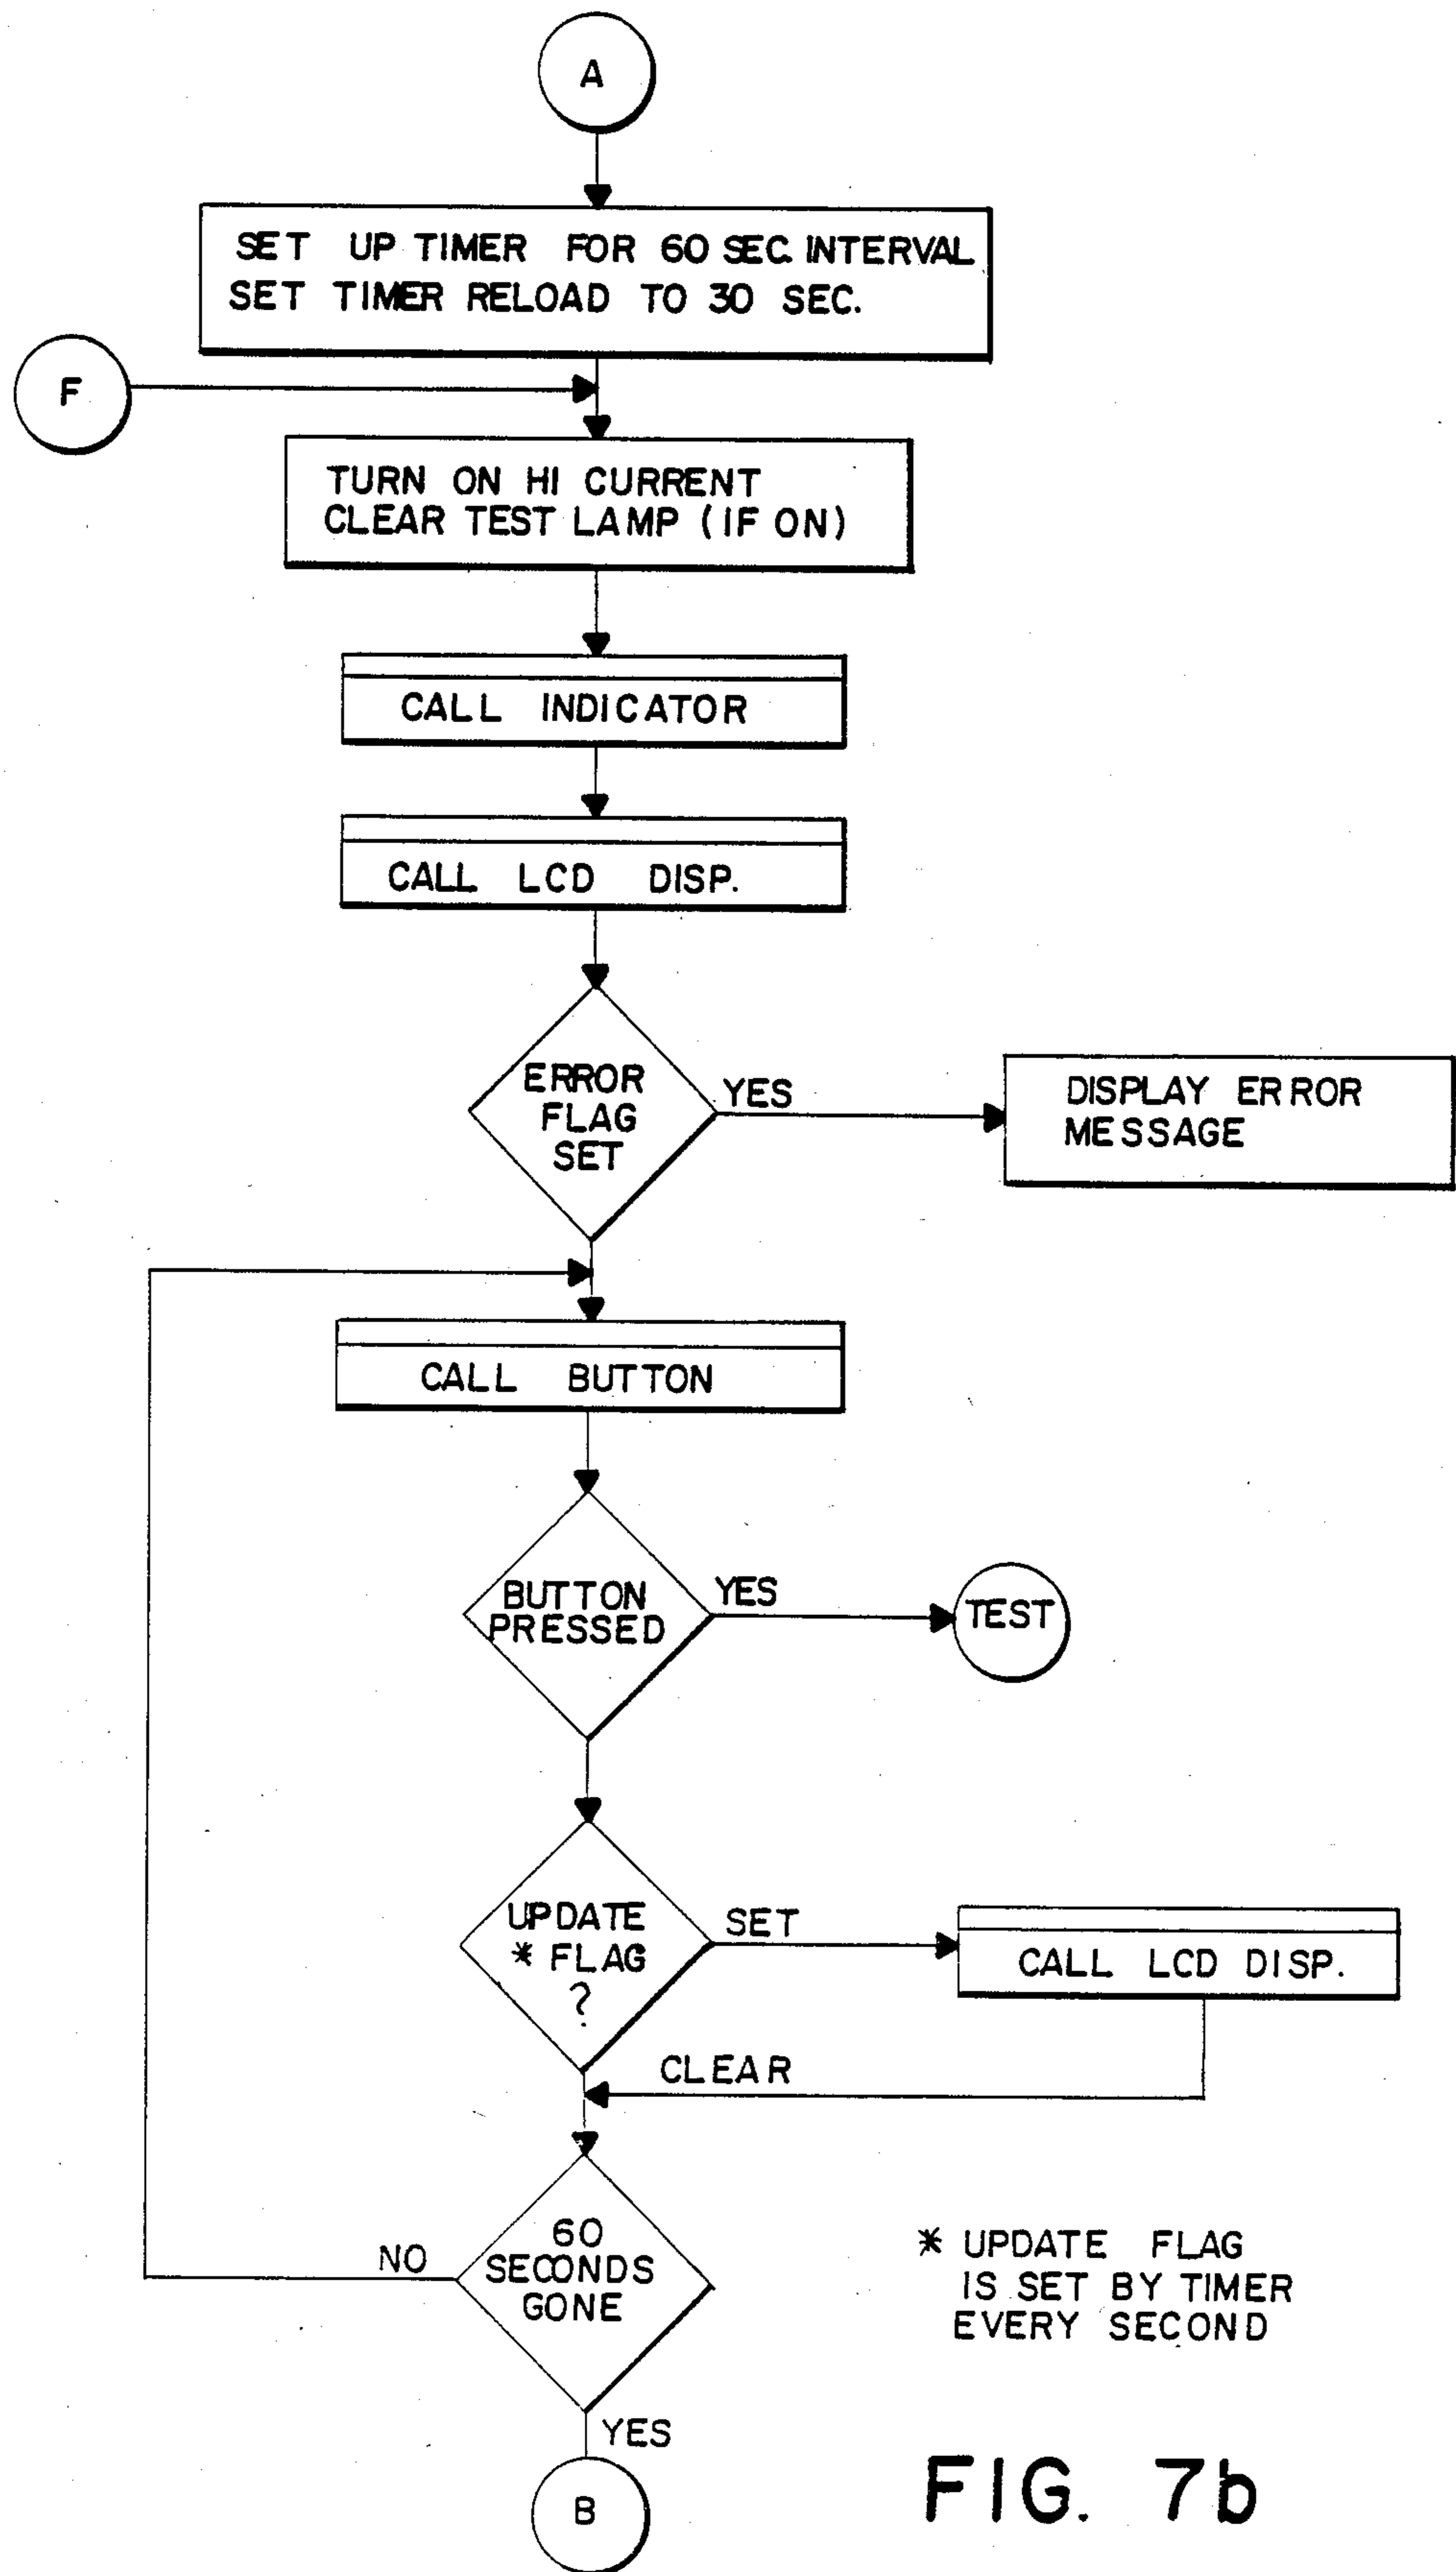 A
SET UP TIMER FOR 60 SEC. INTERVAL
SET TIMER RELOAD TO 30 SEC.
F
TURN ON HI CURRENT
CLEAR TEST LAMP (IF ON)
CALL INDICATOR
CALL LCD DISP.
ERROR
FLAG
SET
YES
DISPLAY ERROR
MESSAGE
CALL BUTTON
BUTTON
PRESSED
YES
TEST
UPDATE
* FLAG
?
SET
CALL LCD DISP.
CLEAR
60
SECONDS
GONE
NO
YES
B
* UPDATE FLAG
IS SET BY TIMER
EVERY SECOND
FIG. 7b